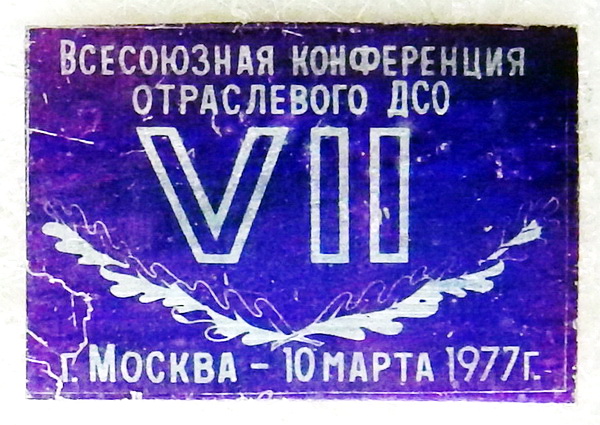 ВСЕСОЮЗНАЯ КОНФЕРЕНЦИЯ
ОТРАСЛЕВОГО ДСО
VII
г. МОСКВА - 10 МАРТА 1977г.